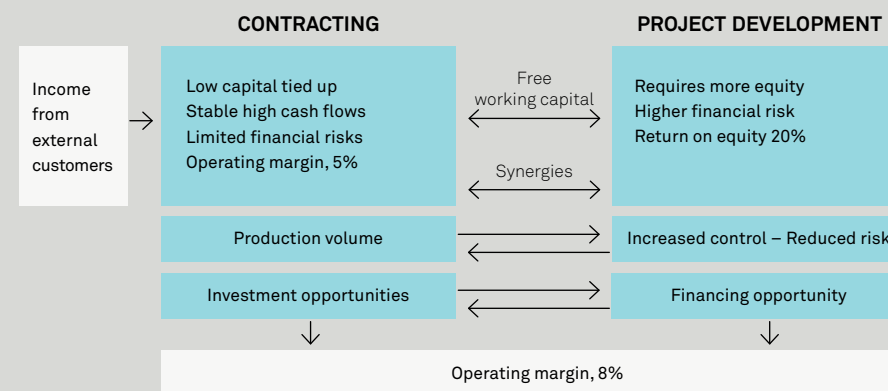 CONTRACTING
PROJECT DEVELOPMENT
Income
from
external
customers
Low capital tied up
Stable high cash flows
Limited financial risks
Operating margin, 5%
Free
working capital
Synergies
Requires more equity
Higher financial risk
Return on equity 20%
Production volume
Increased control – Reduced risk
Investment opportunities
Financing opportunity
Operating margin, 8%